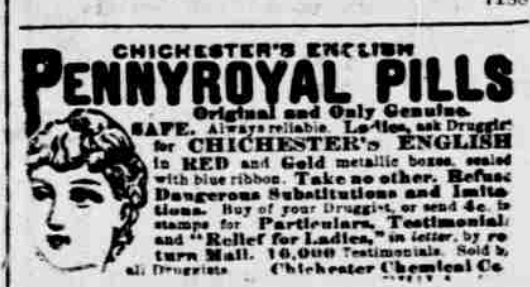 CHICHESTER'S ENGLISH
PENNYROYAL PILLS
Original and Only Genuine.
SAFE. Always reliable. Ladies, ask Druggist
for CHICHESTER'S ENGLISH
in RED and Gold metallic boxes, sealed
with blue ribbon. Take no other. Refuse
Dangerous Substitutions and Imita
tions. Buy of your Druggist, or send 4c. in
stamps for Particulars, Testimonials
and "Relief for Ladies," in letter, by re
turn Mail. 10,000 Testimonials. Sold by
all Druggists. Chichester Chemical Co